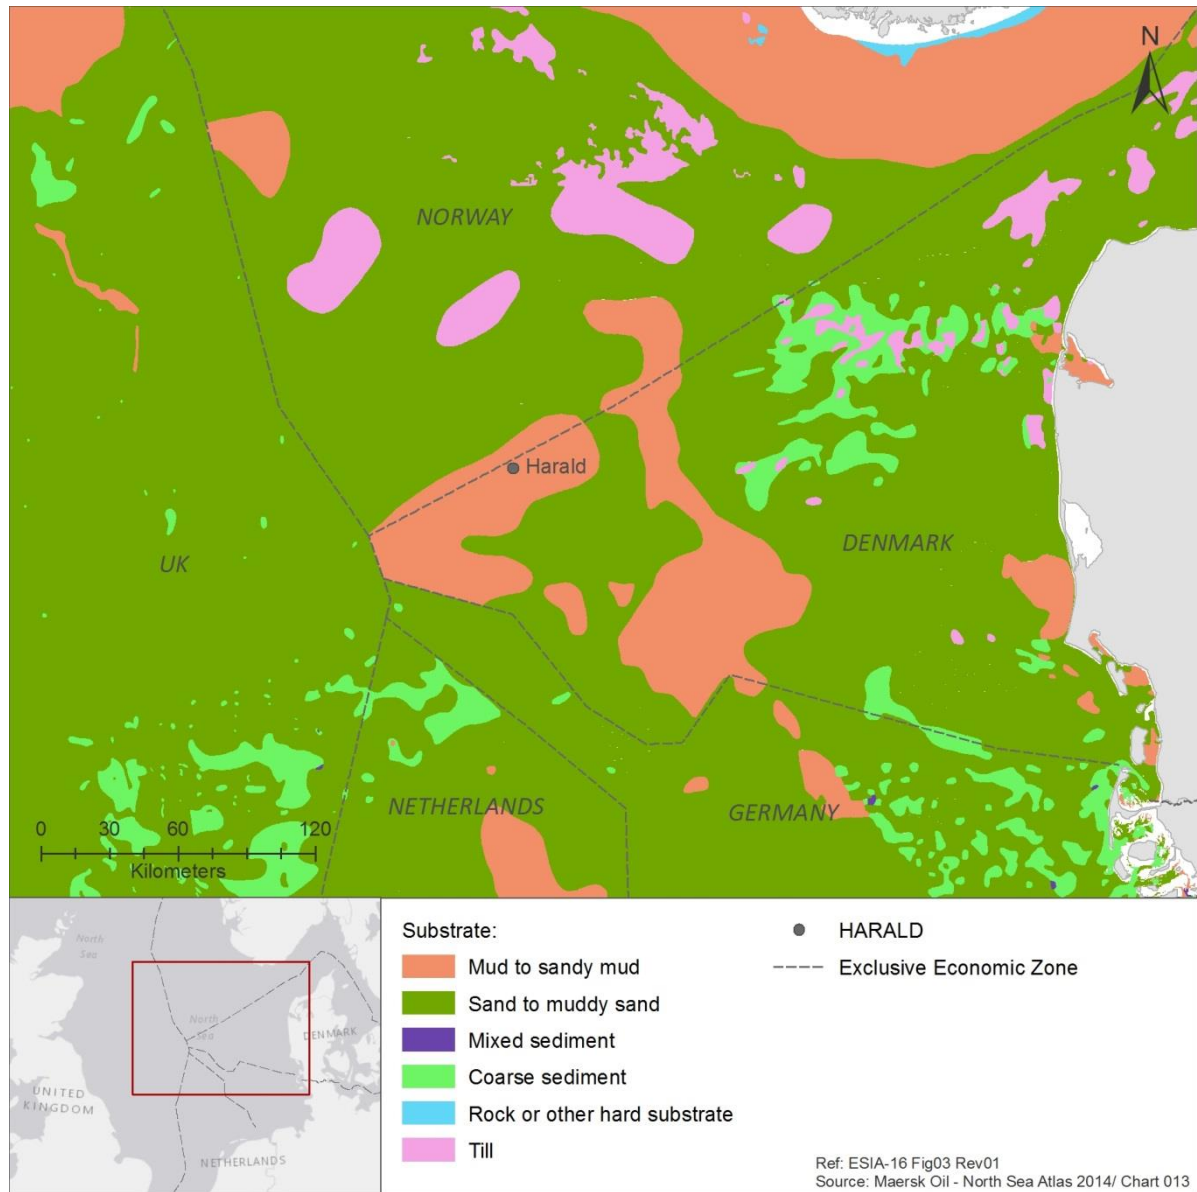 N
NORWAY
Harald
DENMARK
UK
NETHERLANDS
GERMANY
0 30 60 120
Kilometers
North
Sea
North
Sea
DENMARK
UNITED
KINGDOM
NETHERLANDS
Substrate:
Mud to sandy mud
Sand to muddy sand
Mixed sediment
Coarse sediment
Rock or other hard substrate
Till
HARALD
Exclusive Economic Zone
Ref: ESIA-16 Fig03 Rev01
Source: Maersk Oil - North Sea Atlas 2014/ Chart 013